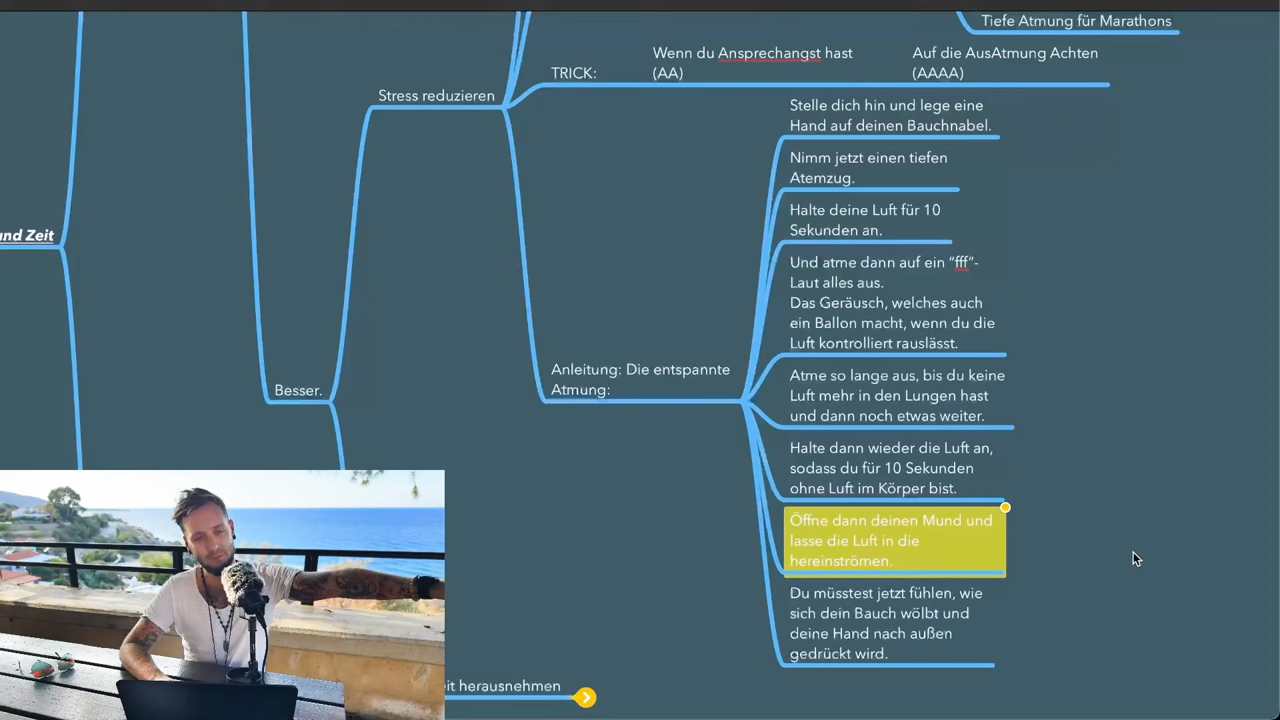 Tiefe Atmung für Marathons
TRICK:
Wenn du Ansprechangst hast
(AA)
Auf die AusAtmung Achten
(AAAA)
Stress reduzieren
Stelle dich hin und lege eine
Hand auf deinen Bauchnabel.
Nimm jetzt einen tiefen
Atemzug.
Halte deine Luft für 10
Sekunden an.
Und atme dann auf ein “fff”-
Laut alles aus.
Das Geräusch, welches auch
ein Ballon macht, wenn du die
Luft kontrolliert rauslässt.
Anleitung: Die entspannte
Atmung:
Atme so lange aus, bis du keine
Luft mehr in den Lungen hast
und dann noch etwas weiter.
Halte dann wieder die Luft an,
sodass du für 10 Sekunden
ohne Luft im Körper bist.
Öffne dann deinen Mund und
lasse die Luft in die
hereinströmen.
Du müsstest jetzt fühlen, wie
sich dein Bauch wölbt und
deine Hand nach außen
gedrückt wird.
und Zeit
Besser.
eit herausnehmen